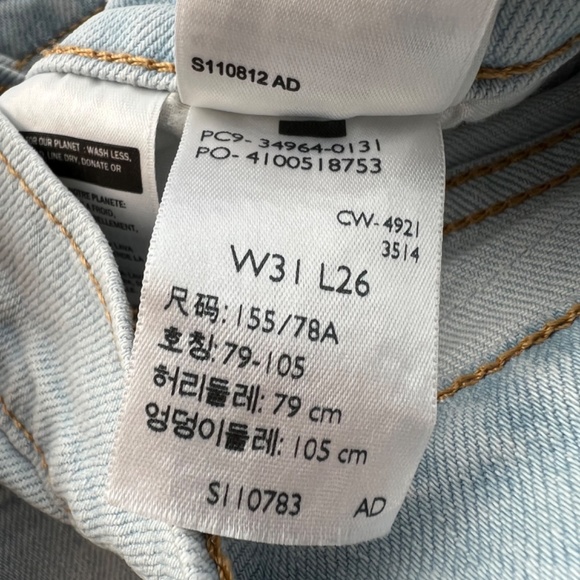 S110812 AD
FOR OUR PLANET : WASH LESS,
LINE DRY, DONATE OR
PC9- 34964-0131
PO- 4100518753
CW-4921
3514
W31 L26
尺码: 155/78A
호칭: 79-105
허리둘레: 79 cm
엉덩이둘레: 105 cm
S110783 AD